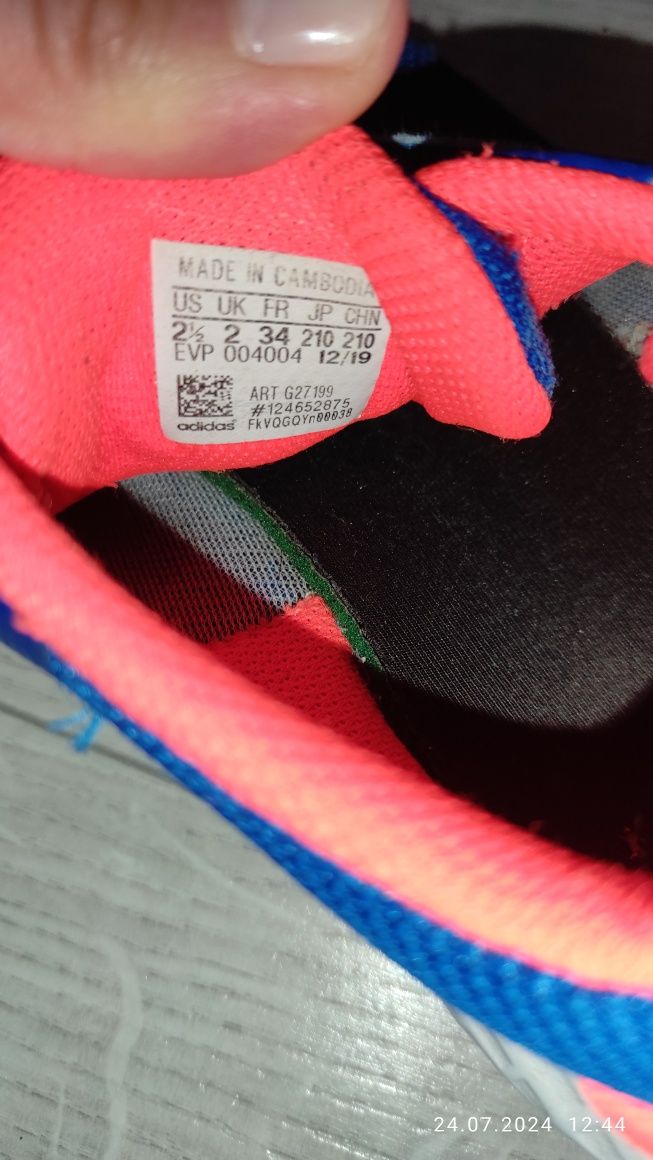 MADE IN CAMBODIA
US UK FR JP CHN
2½ 2 34 210 210
EVP 004004 12/19
ART G27199
#124652875
FkVQGQYn00038
adidas
24.07.2024 12:44